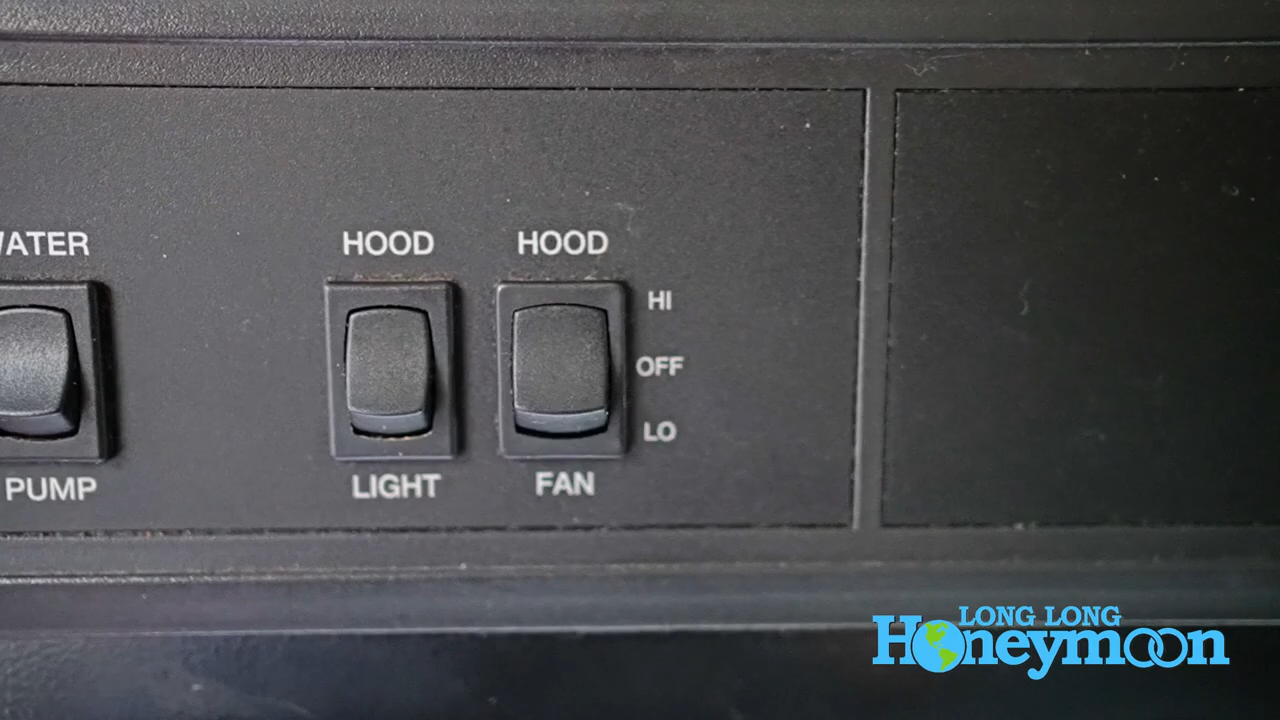 WATER
PUMP
HOOD
LIGHT
HOOD
HI
OFF
LO
FAN
LONG LONG
Honeymoon